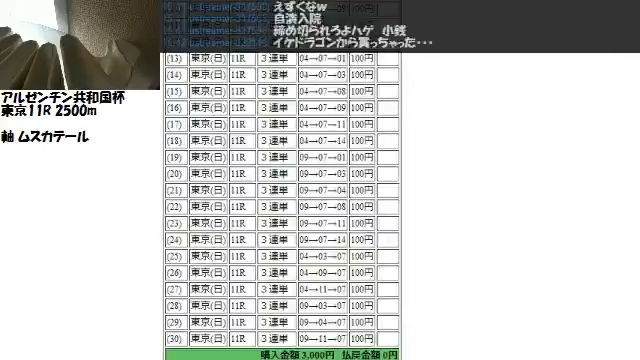 えずくなw
自演入院
締め切られろよハゲ 小銭
イケドラゴンから買っちゃった・・・
アルゼンチン共和国杯
東京11R 2500m
軸 ムスカテール
(13) 東京(日) 11R 3連単 04→07→01 100円
(14) 東京(日) 11R 3連単 04→07→03 100円
(15) 東京(日) 11R 3連単 04→07→08 100円
(16) 東京(日) 11R 3連単 04→07→09 100円
(17) 東京(日) 11R 3連単 04→07→11 100円
(18) 東京(日) 11R 3連単 04→07→14 100円
(19) 東京(日) 11R 3連単 09→07→01 100円
(20) 東京(日) 11R 3連単 09→07→03 100円
(21) 東京(日) 11R 3連単 09→07→04 100円
(22) 東京(日) 11R 3連単 09→07→08 100円
(23) 東京(日) 11R 3連単 09→07→11 100円
(24) 東京(日) 11R 3連単 09→07→14 100円
(25) 東京(日) 11R 3連単 04→03→07 100円
(26) 東京(日) 11R 3連単 04→09→07 100円
(27) 東京(日) 11R 3連単 04→11→07 100円
(28) 東京(日) 11R 3連単 09→03→07 100円
(29) 東京(日) 11R 3連単 09→04→07 100円
(30) 東京(日) 11R 3連単 09→11→07 100円
購入金額 3,000円 払戻金額 0円